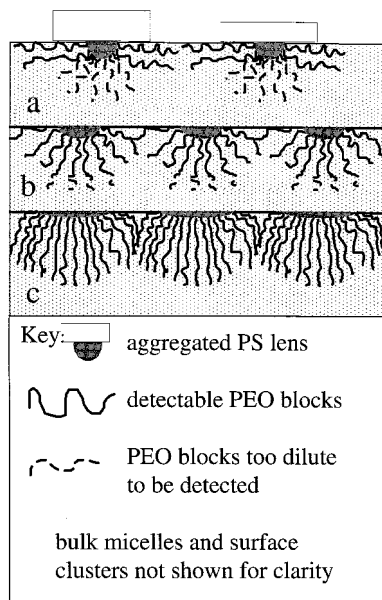 a
b
c
Key:
aggregated PS lens
detectable PEO blocks
PEO blocks too dilute
to be detected
bulk micelles and surface
clusters not shown for clarity